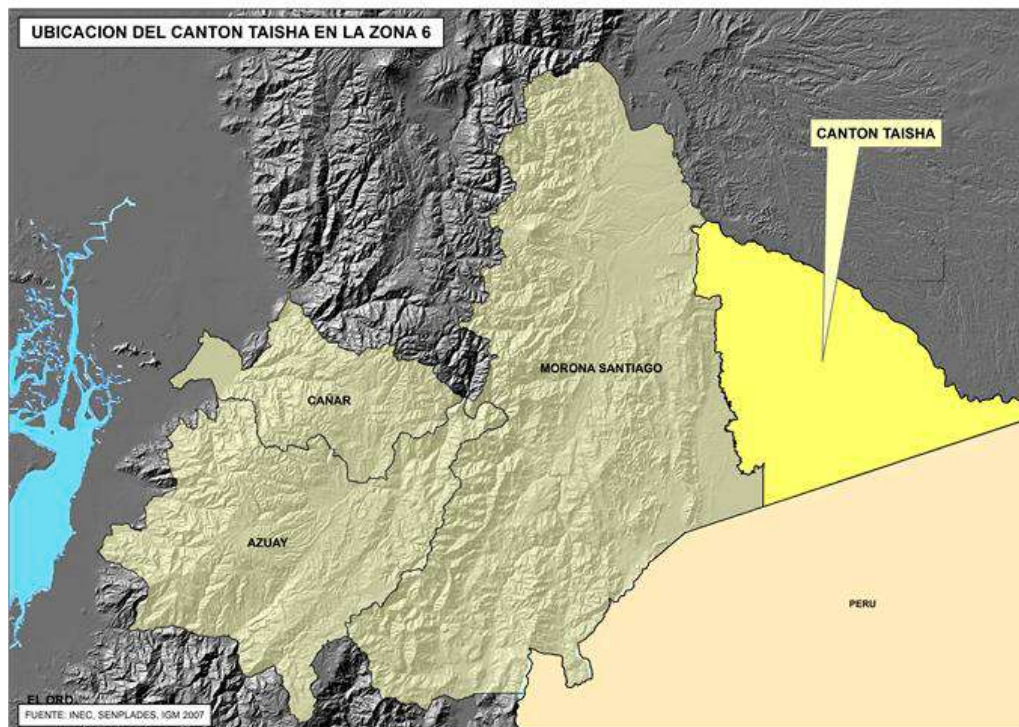 UBICACION DEL CANTON TAISHA EN LA ZONA 6
CANTON TAISHA
MORONA SANTIAGO
CAÑAR
AZUAY
PERU
EL ORO
FUENTE: INEC, SENPLADES, IGM 2007